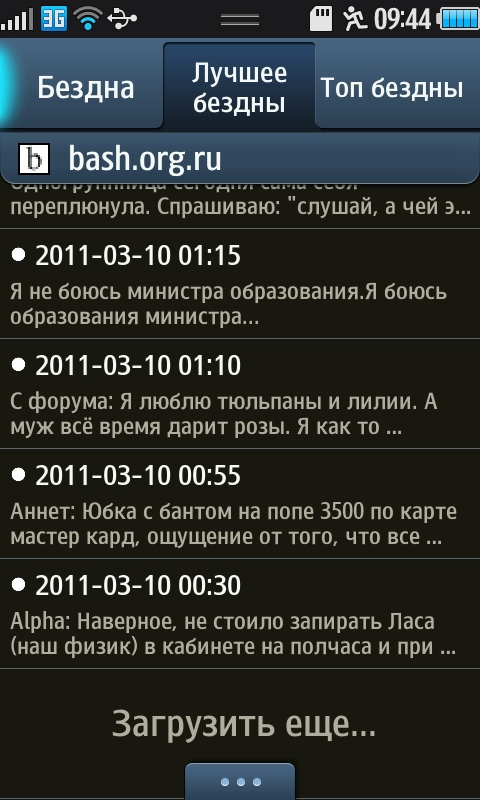 3G
09:44
Бездна
Лучшее
бездны
Топ бездны
b
bash.org.ru
Одногруппница сегодня сама себя
переплюнула. Спрашиваю: "слушай, а чей э...
2011-03-10 01:15
Я не боюсь министра образования.Я боюсь
образования министра...
2011-03-10 01:10
С форума: Я люблю тюльпаны и лилии. А
муж всё время дарит розы. Я как то ...
2011-03-10 00:55
Аннет: Юбка с бантом на попе 3500 по карте
мастер кард, ощущение от того, что все ...
2011-03-10 00:30
Alpha: Наверное, не стоило запирать Ласа
(наш физик) в кабинете на полчаса и при ...
Загрузить еще...